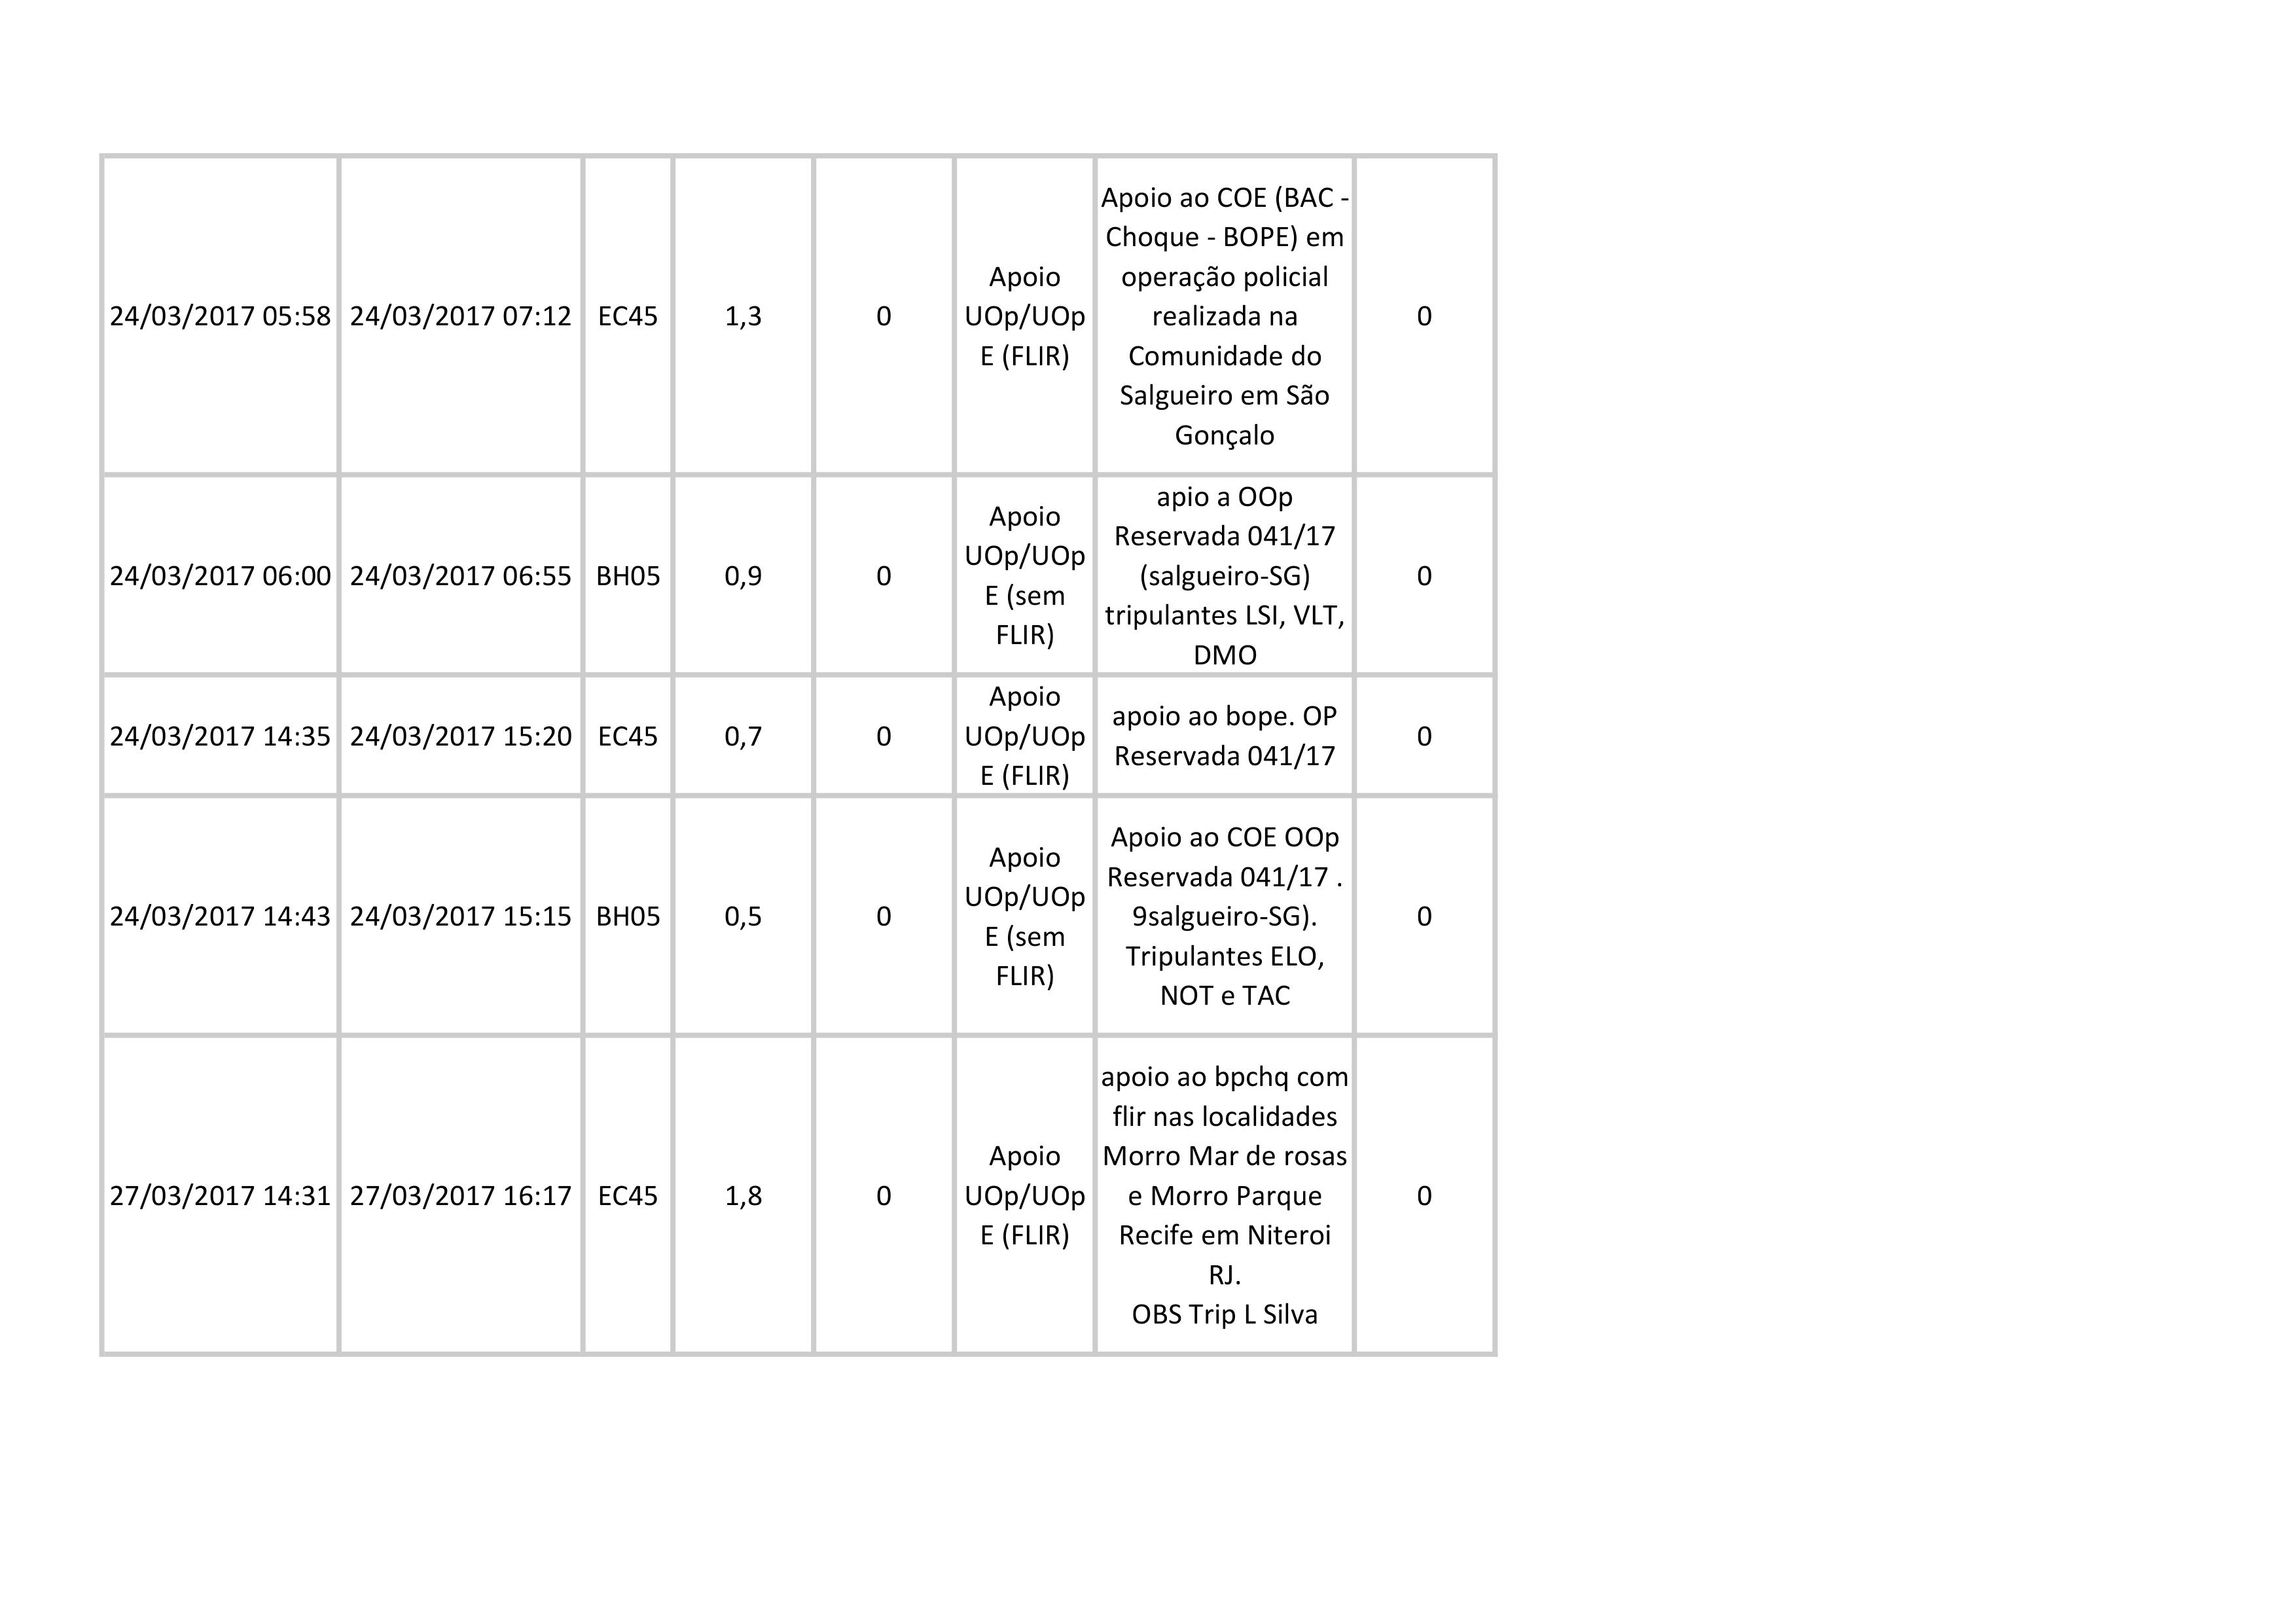 24/03/2017 05:58 24/03/2017 07:12 EC45 1,3 0
Apoio
UOp/UOp
E (FLIR)
Apoio ao COE (BAC -
Choque - BOPE) em
operação policial
realizada na
Comunidade do
Salgueiro em São
Gonçalo
0
24/03/2017 06:00 24/03/2017 06:55 BH05 0,9 0
Apoio
UOp/UOp
E (sem
FLIR)
apio a OOp
Reservada 041/17
(salgueiro-SG)
tripulantes LSI, VLT,
DMO
0
24/03/2017 14:35 24/03/2017 15:20 EC45 0,7 0
Apoio
UOp/UOp
E (FLIR)
apoio ao bope. OP
Reservada 041/17
0
24/03/2017 14:43 24/03/2017 15:15 BH05 0,5 0
Apoio
UOp/UOp
E (sem
FLIR)
Apoio ao COE OOp
Reservada 041/17 .
9salgueiro-SG).
Tripulantes ELO,
NOT e TAC
0
27/03/2017 14:31 27/03/2017 16:17 EC45 1,8 0
Apoio
UOp/UOp
E (FLIR)
apoio ao bpchq com
flir nas localidades
Morro Mar de rosas
e Morro Parque
Recife em Niteroi
RJ.
OBS Trip L Silva
0